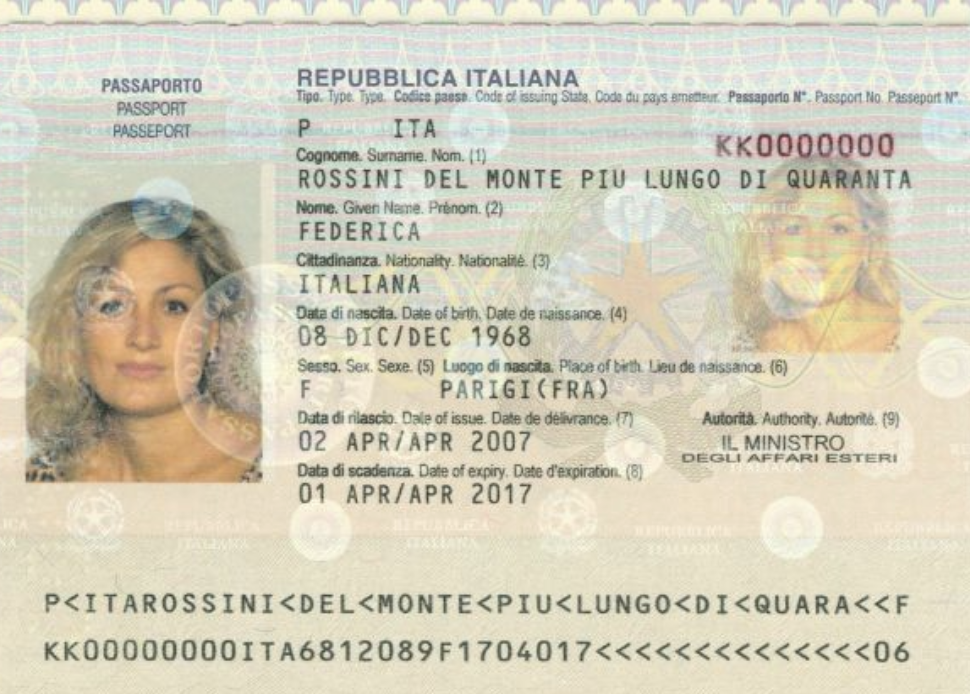 PASSAPORTO
PASSPORT
PASSEPORT
REPUBBLICA ITALIANA
Tipo. Type. Type. Codice paese. Code of issuing State. Code du pays emetteur. Passaporto N°. Passport No. Passeport N°.
P ITA
KK0000000
Cognome. Surname. Nom. (1)
ROSSINI DEL MONTE PIU LUNGO DI QUARANTA
Nome. Given Name. Prénom. (2)
FEDERICA
Cittadinanza. Nationality. Nationalité. (3)
ITALIANA
Data di nascita. Date of birth. Date de naissance. (4)
08 DIC/DEC 1968
Sesso. Sex. Sexe. (5) Luogo di nascita. Place of birth. Lieu de naissance. (6)
F PARIGI(FRA)
Data di rilascio. Date of issue. Date de délivrance. (7)
02 APR/APR 2007
Autorità. Authority. Autorité. (9)
IL MINISTRO
DEGLI AFFARI ESTERI
Data di scadenza. Date of expiry. Date d'expiration. (8)
01 APR/APR 2017
REPUBBLICA
ITALIANA
REPUBBLICA
ITALIANA
REPUBBLICA
ITALIANA
P<ITAROSSINI<DEL<MONTE<PIU<LUNGO<DI<QUARA<<F
KK00000000ITA6812089F1704017<<<<<<<<<<<<<<06